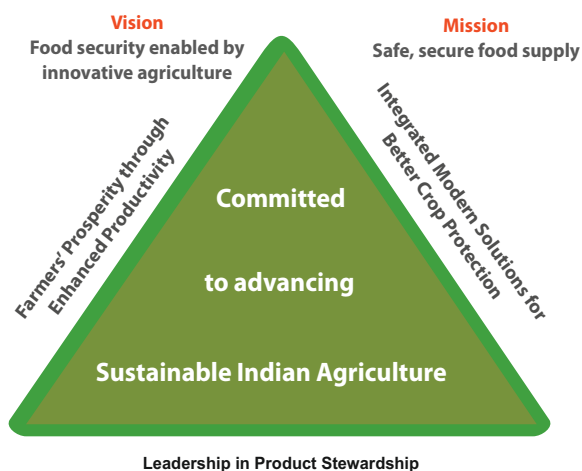 Vision
Food security enabled by
innovative agriculture
Mission
Safe, secure food supply
Farmers' Prosperity through
Enhanced Productivity
Integrated Modern Solutions for
Better Crop Protection
Committed
to advancing
Sustainable Indian Agriculture
Leadership in Product Stewardship